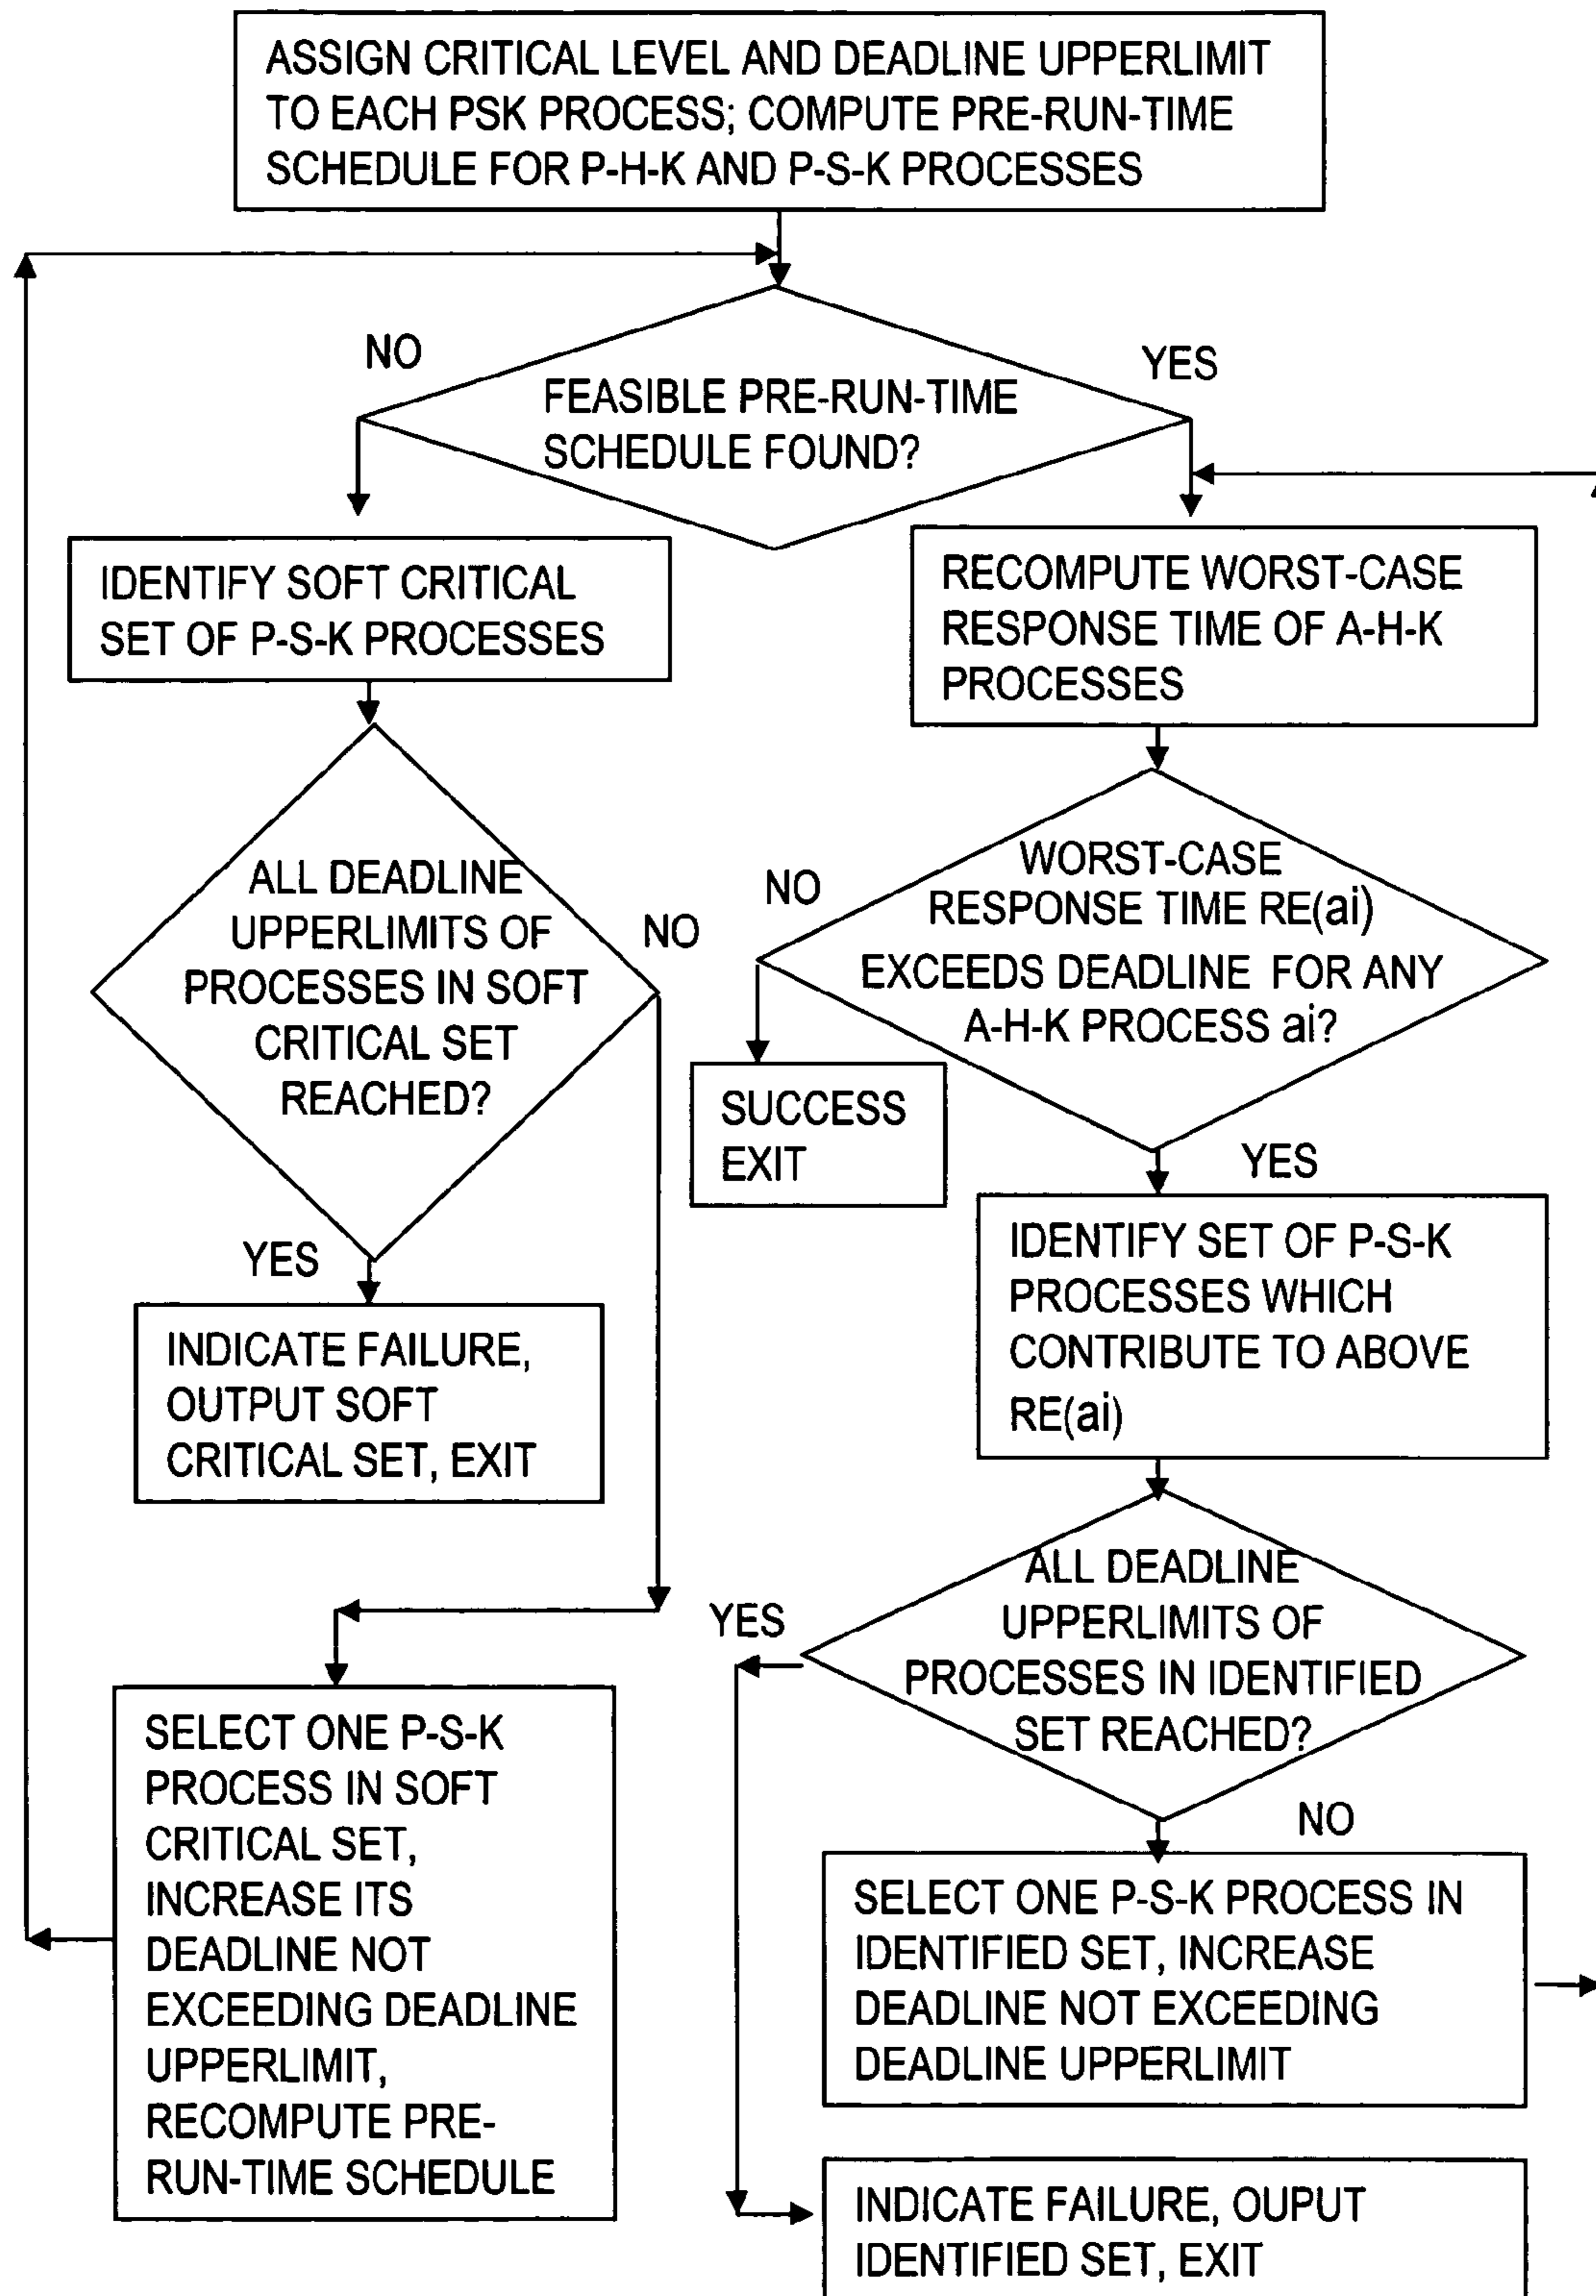 ASSIGN CRITICAL LEVEL AND DEADLINE UPPERLIMIT
TO EACH PSK PROCESS; COMPUTE PRE-RUN-TIME
SCHEDULE FOR P-H-K AND P-S-K PROCESSES
NO
YES
FEASIBLE PRE-RUN-TIME
SCHEDULE FOUND?
IDENTIFY SOFT CRITICAL
SET OF P-S-K PROCESSES
RECOMPUTE WORST-CASE
RESPONSE TIME OF A-H-K
PROCESSES
ALL DEADLINE
UPPERLIMITS OF
PROCESSES IN SOFT
CRITICAL SET
REACHED?
NO
YES
INDICATE FAILURE,
OUTPUT SOFT
CRITICAL SET, EXIT
SELECT ONE P-S-K
PROCESS IN SOFT
CRITICAL SET,
INCREASE ITS
DEADLINE NOT
EXCEEDING DEADLINE
UPPERLIMIT,
RECOMPUTE PRE-
RUN-TIME SCHEDULE
WORST-CASE
RESPONSE TIME RE(ai)
EXCEEDS DEADLINE FOR ANY
A-H-K PROCESS ai?
NO
SUCCESS
EXIT
YES
IDENTIFY SET OF P-S-K
PROCESSES WHICH
CONTRIBUTE TO ABOVE
RE(ai)
ALL DEADLINE
UPPERLIMITS OF
PROCESSES IN IDENTIFIED
SET REACHED?
YES
NO
SELECT ONE P-S-K PROCESS IN
IDENTIFIED SET, INCREASE
DEADLINE NOT EXCEEDING
DEADLINE UPPERLIMIT
INDICATE FAILURE, OUPUT
IDENTIFIED SET, EXIT